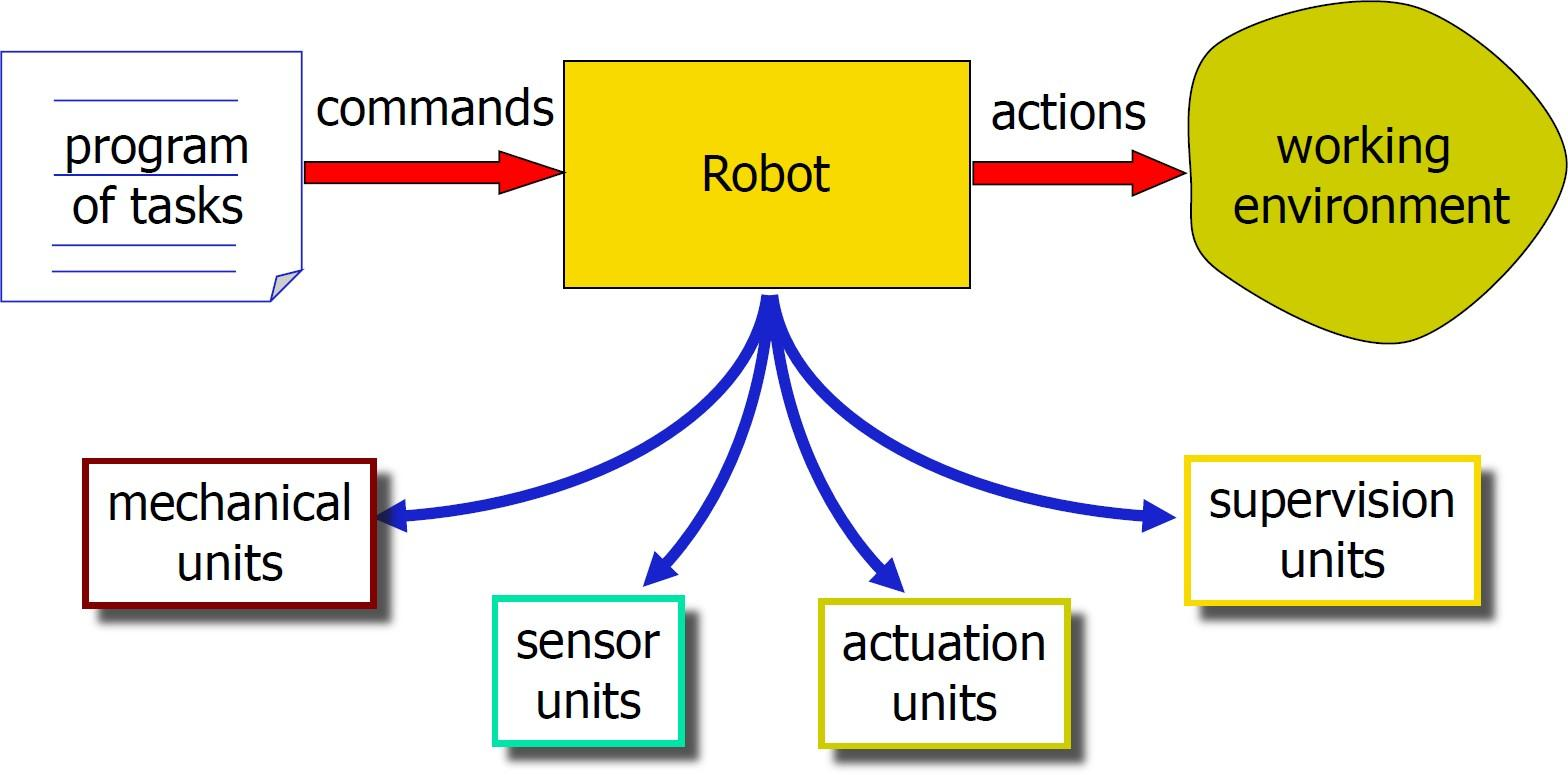 program
of tasks
commands
Robot
actions
working
environment
mechanical
units
sensor
units
actuation
units
supervision
units